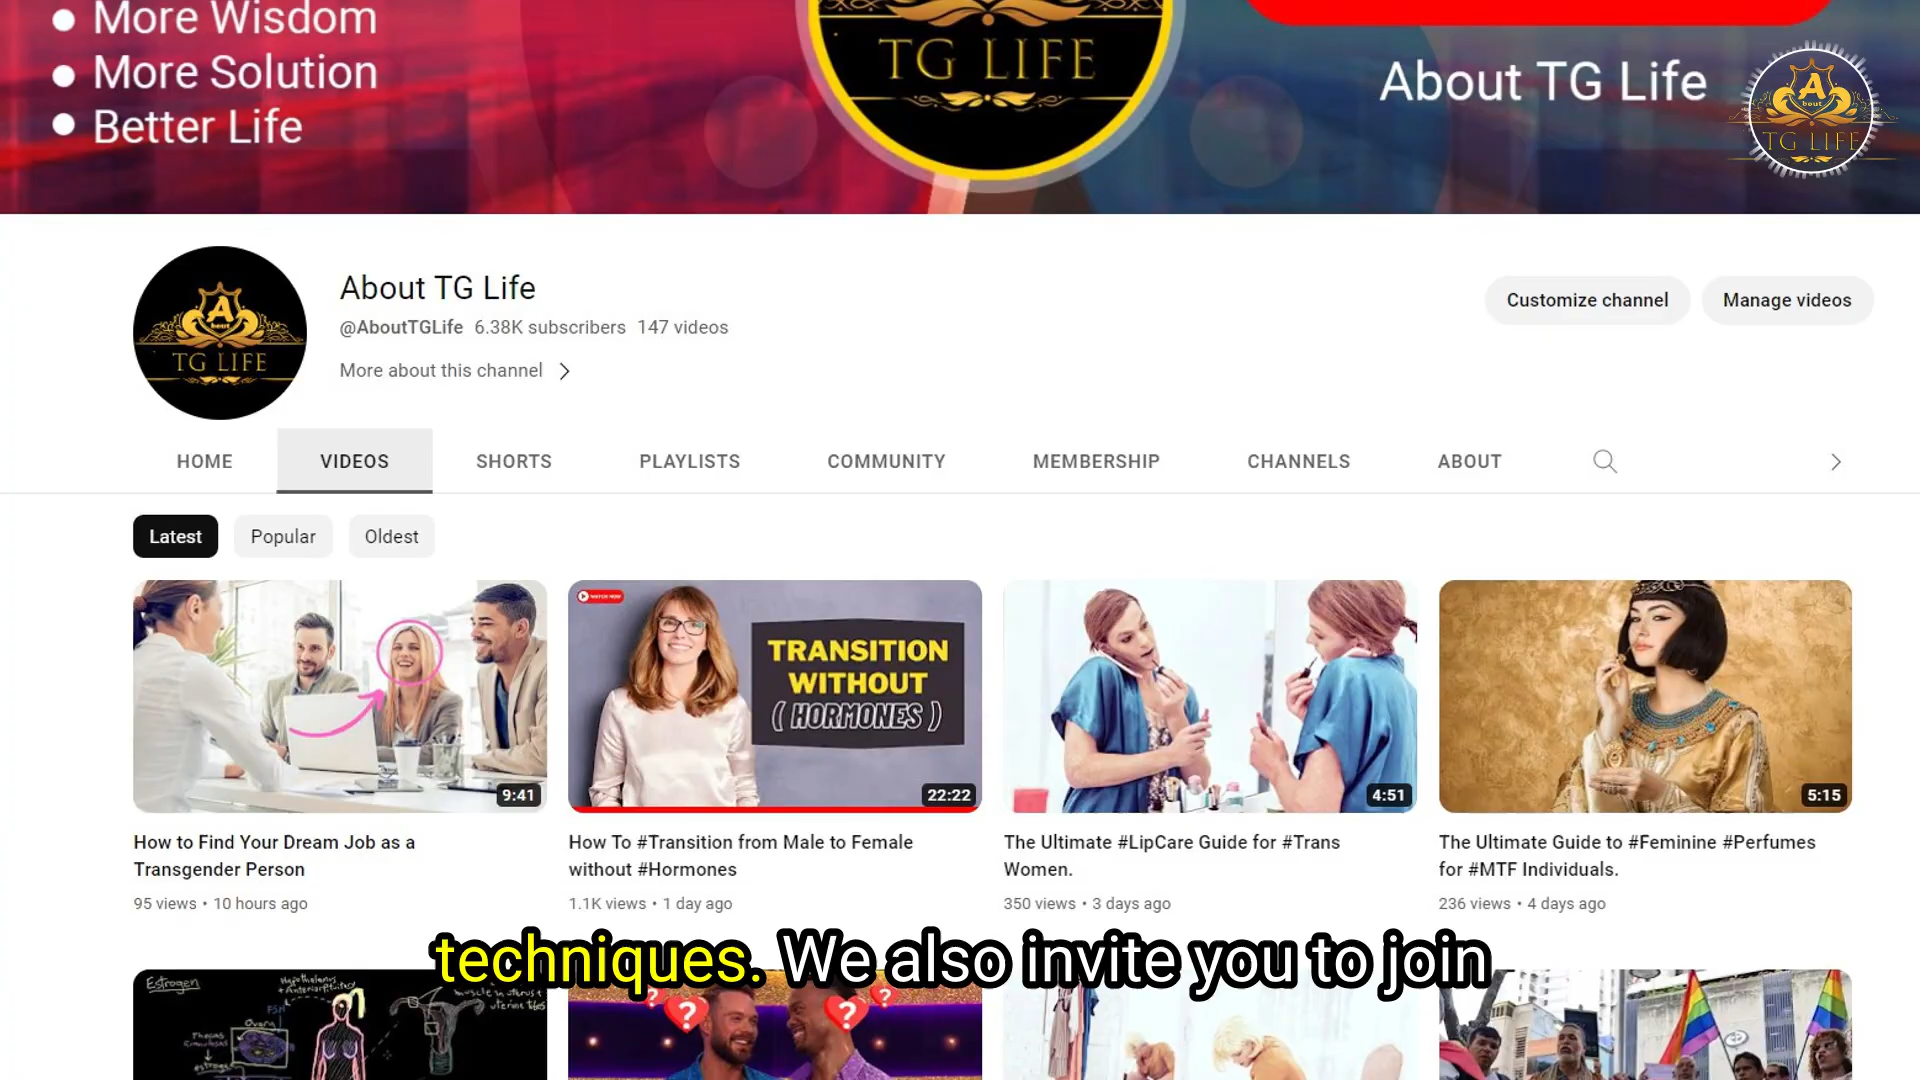 More Wisdom
More Solution
Better Life
TG LIFE
About TG Life
A
bout
TG LIFE
A
bout
TG LIFE
About TG Life
@AboutTGLife 6.38K subscribers 147 videos
More about this channel
Customize channel
Manage videos
HOME VIDEOS SHORTS PLAYLISTS COMMUNITY MEMBERSHIP CHANNELS ABOUT
Latest Popular Oldest
WATCH NOW
TRANSITION
WITHOUT
( HORMONES )
9:41
22:22
4:51
5:15
How to Find Your Dream Job as a
Transgender Person
95 views • 10 hours ago
How To #Transition from Male to Female
without #Hormones
1.1K views • 1 day ago
The Ultimate #LipCare Guide for #Trans
Women.
350 views • 3 days ago
The Ultimate Guide to #Feminine #Perfumes
for #MTF Individuals.
236 views • 4 days ago
techniques. We also invite you to join
Estrogen
Hypothalamus
Ovary
? ? ? ?